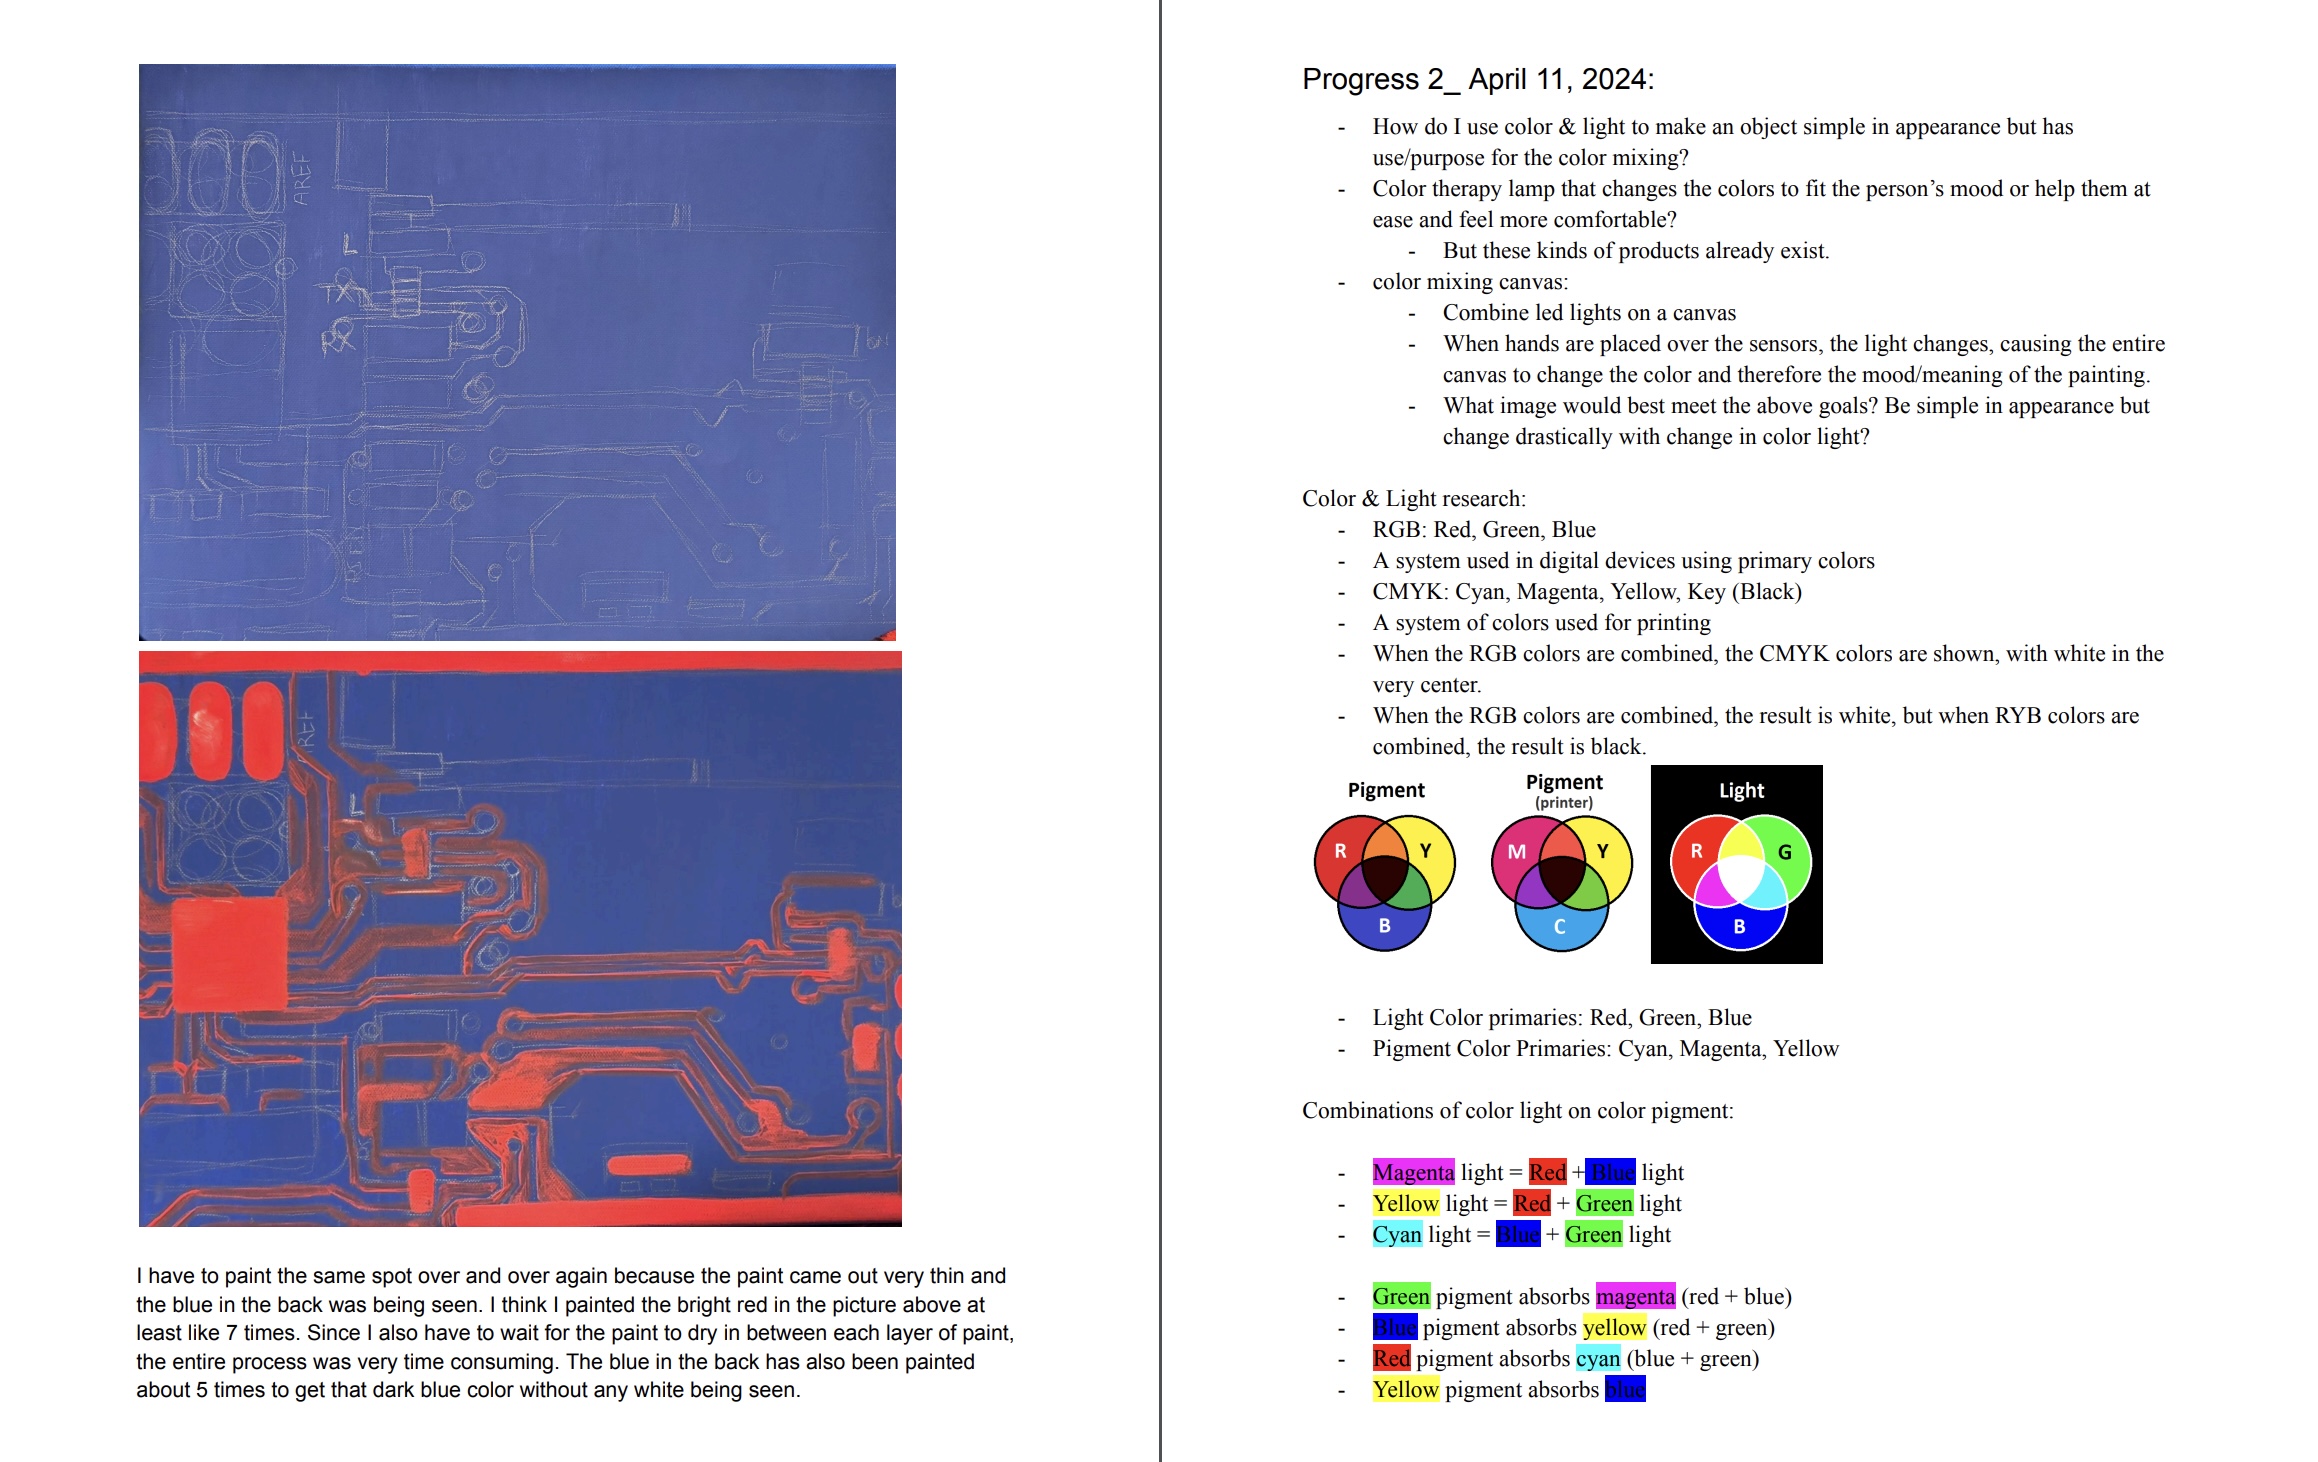 AREF
L
TX
RX
REF
L
I have to paint the same spot over and over again because the paint came out very thin and
the blue in the back was being seen. I think I painted the bright red in the picture above at
least like 7 times. Since I also have to wait for the paint to dry in between each layer of paint,
the entire process was very time consuming. The blue in the back has also been painted
about 5 times to get that dark blue color without any white being seen.
Progress 2_ April 11, 2024:
- How do I use color & light to make an object simple in appearance but has
use/purpose for the color mixing?
- Color therapy lamp that changes the colors to fit the person’s mood or help them at
ease and feel more comfortable?
- But these kinds of products already exist.
- color mixing canvas:
- Combine led lights on a canvas
- When hands are placed over the sensors, the light changes, causing the entire
canvas to change the color and therefore the mood/meaning of the painting.
- What image would best meet the above goals? Be simple in appearance but
change drastically with change in color light?
Color & Light research:
- RGB: Red, Green, Blue
- A system used in digital devices using primary colors
- CMYK: Cyan, Magenta, Yellow, Key (Black)
- A system of colors used for printing
- When the RGB colors are combined, the CMYK colors are shown, with white in the
very center.
- When the RGB colors are combined, the result is white, but when RYB colors are
combined, the result is black.
Pigment
R Y
B
Pigment
(printer)
M Y
C
Light
R G
B
- Light Color primaries: Red, Green, Blue
- Pigment Color Primaries: Cyan, Magenta, Yellow
Combinations of color light on color pigment:
- Magenta light = Red + Blue light
- Yellow light = Red + Green light
- Cyan light = Blue + Green light
- Green pigment absorbs magenta (red + blue)
- Blue pigment absorbs yellow (red + green)
- Red pigment absorbs cyan (blue + green)
- Yellow pigment absorbs blue